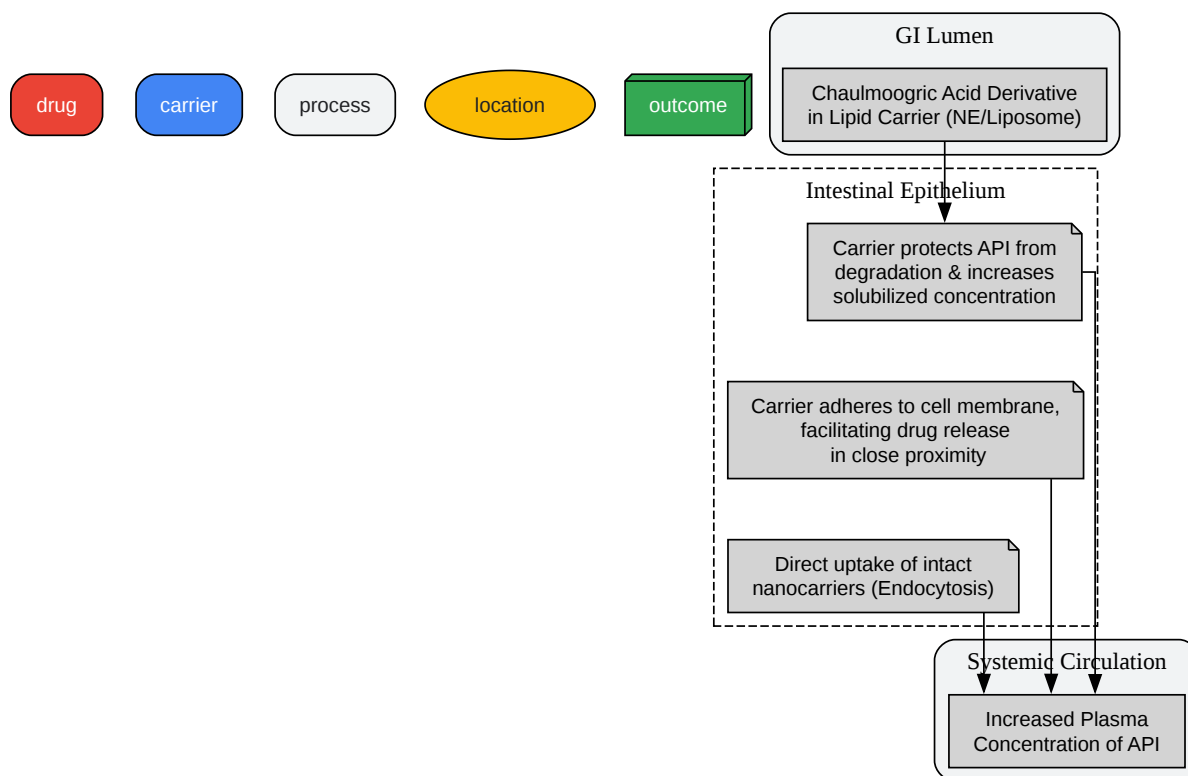 drug
carrier
process
location
outcome
GI Lumen
Chaulmoogric Acid Derivative
in Lipid Carrier (NE/Liposome)
Intestinal Epithelium
Carrier protects API from
degradation & increases
solubilized concentration
Carrier adheres to cell membrane,
facilitating drug release
in close proximity
Direct uptake of intact
nanocarriers (Endocytosis)
Systemic Circulation
Increased Plasma
Concentration of API